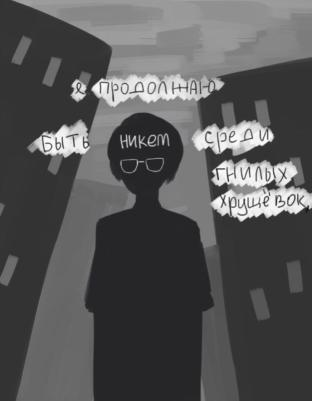 я продолжаю
быть никем среди
гнилых
хрущёвок,